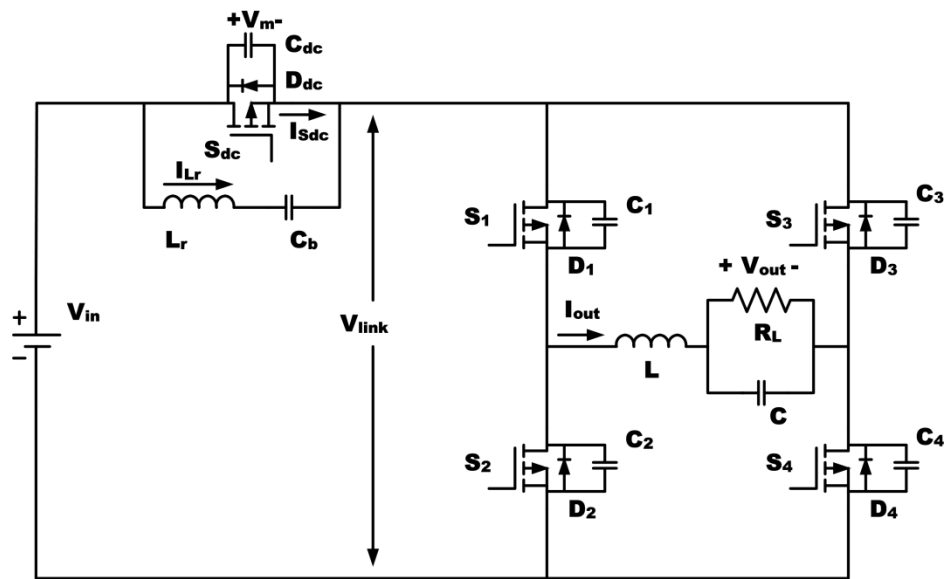 +Vm-
Cdc
Ddc
ISdc
Sdc
ILr
Lr
Cb
+
Vin
−
Vlink
S1
C1
D1
S3
C3
D3
+ Vout -
Iout
RL
L
C
S2
C2
D2
S4
C4
D4